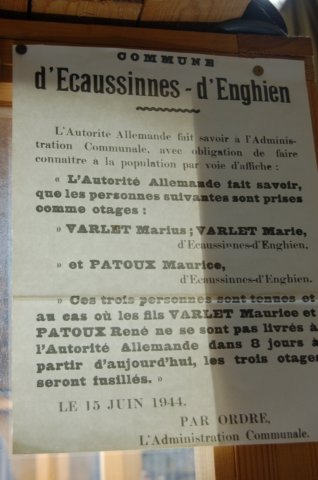 COMMUNE
d'Ecaussinnes - d'Enghien
L'Autorite Allemande fait savoir à l'Adminis-
tration Communale, avec obligation de faire
connaitre a la population par voie d'affiche :
« L'Autorité Allemande fait savoir,
que les personnes suivantes sont prises
comme otages :
» VARLET Marius; VARLET Marie,
d'Ecaussinnes-d'Enghien,
» et PATOUX Maurice,
d'Ecaussinnes-d'Enghien.
» Ces trois personnes sont tenues et
au cas où les fils VARLET Maurice et
PATOUX René ne se sont pas livrés à
l'Autorité Allemande dans 8 jours à
partir d'aujourd'hui, les trois otages
seront fusillés. »
LE 15 JUIN 1944.
PAR ORDRE,
L'Administration Communale.